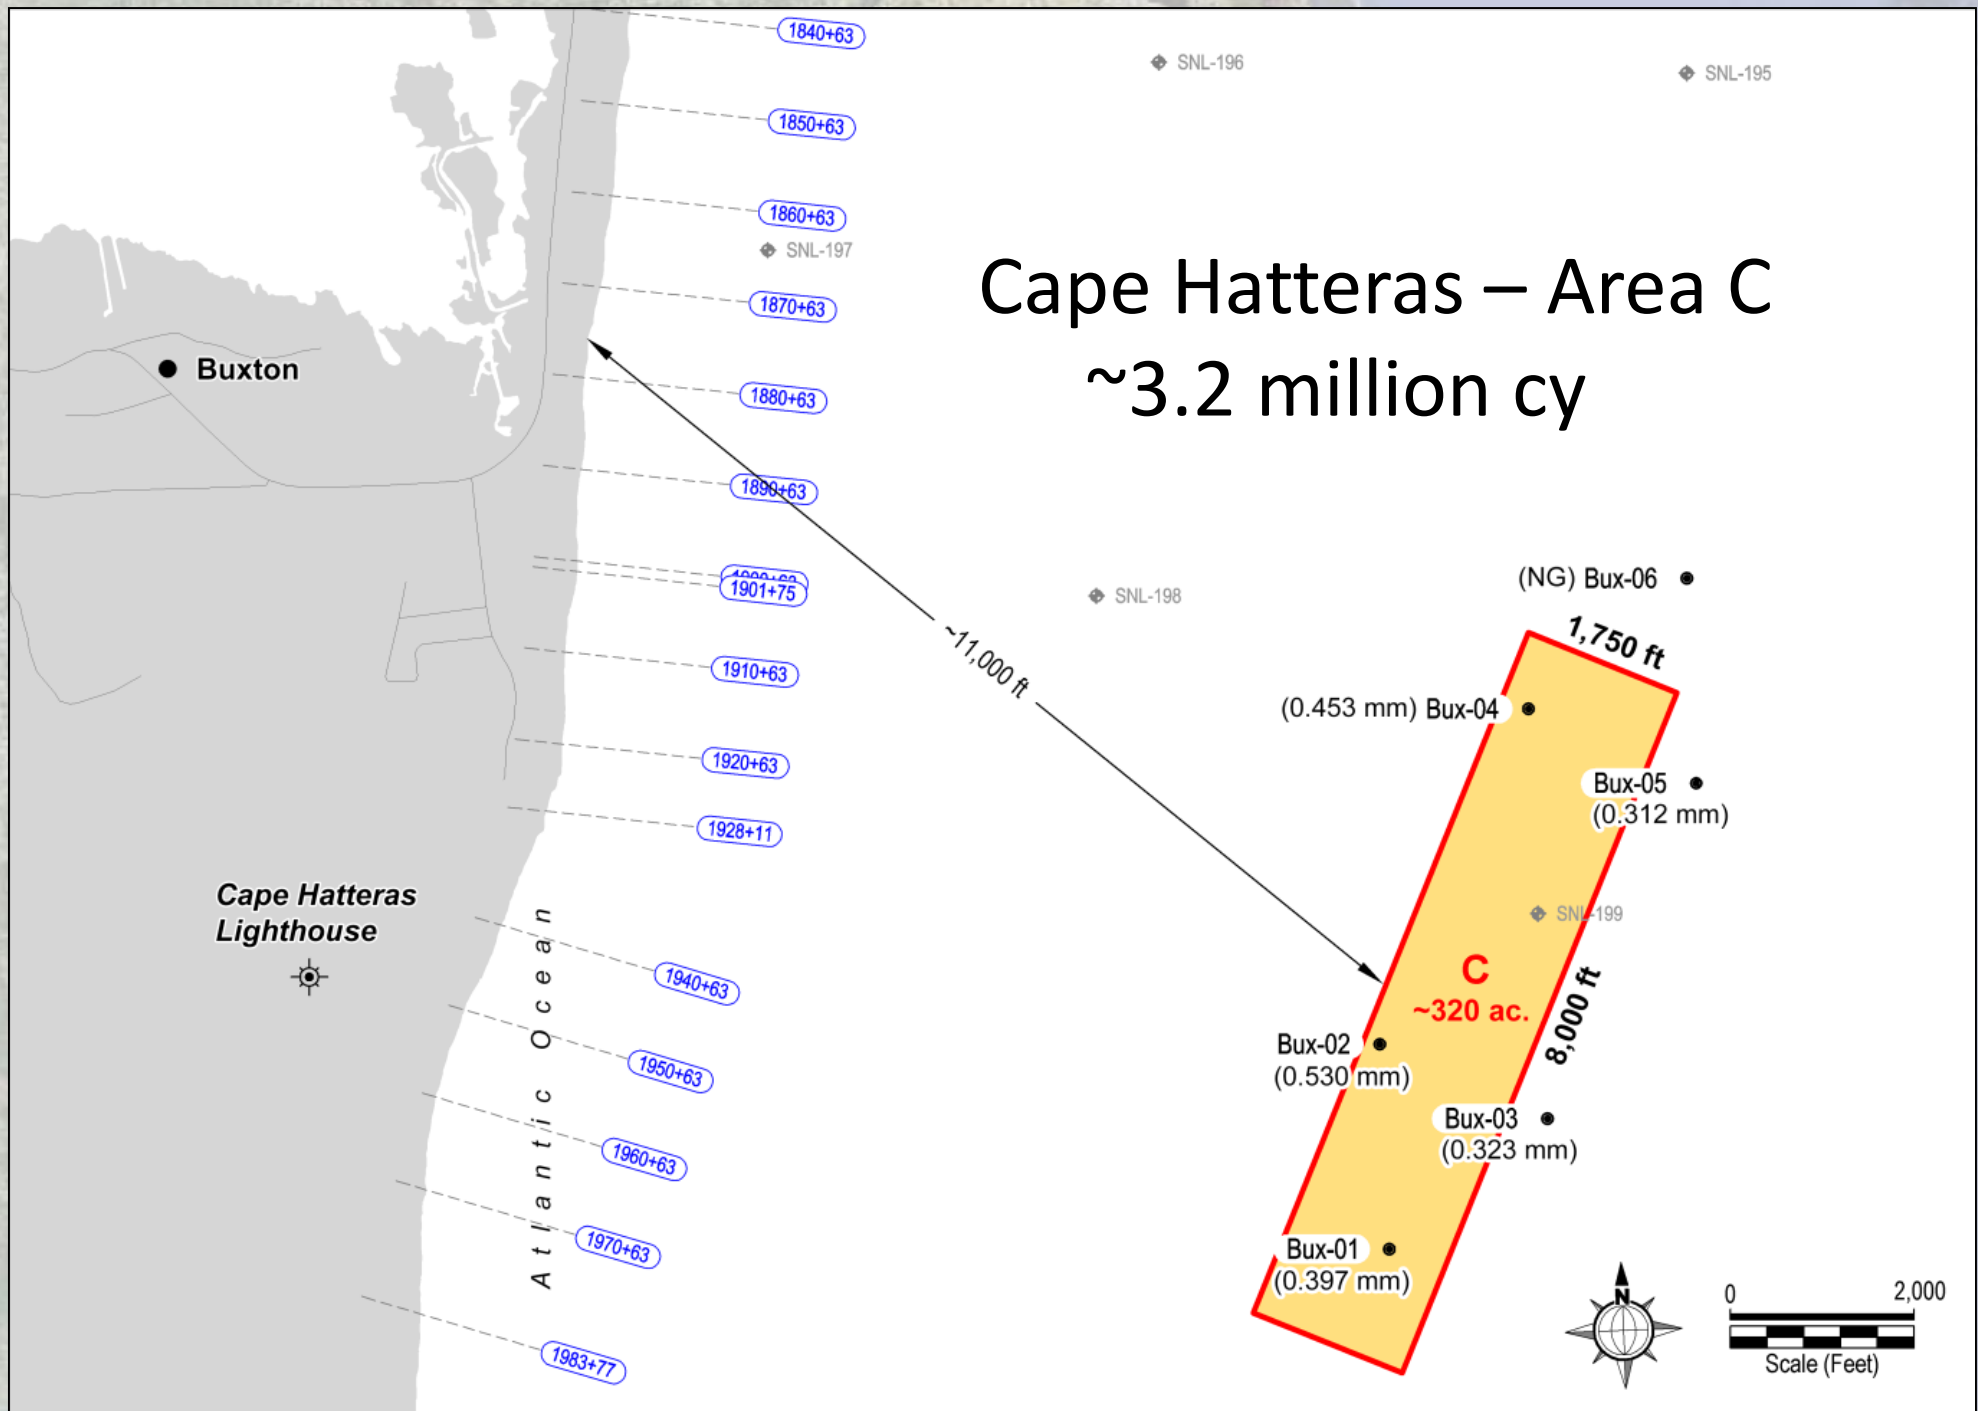 1840+63
SNL-196
SNL-195
1850+63
1860+63
SNL-197
Cape Hatteras – Area C
~3.2 million cy
1870+63
Buxton
1880+63
1890+63
(NG) Bux-06
1901+75
SNL-198
~11,000 ft
1,750 ft
1910+63
(0.453 mm) Bux-04
1920+63
Bux-05
(0.312 mm)
1928+11
Cape Hatteras
Lighthouse
Atlantic Ocean
SNL-199
1940+63
C
~320 ac.
8,000 ft
Bux-02
(0.530 mm)
1950+63
Bux-03
(0.323 mm)
1960+63
1970+63
Bux-01
(0.397 mm)
N
0 2,000
Scale (Feet)
1983+77